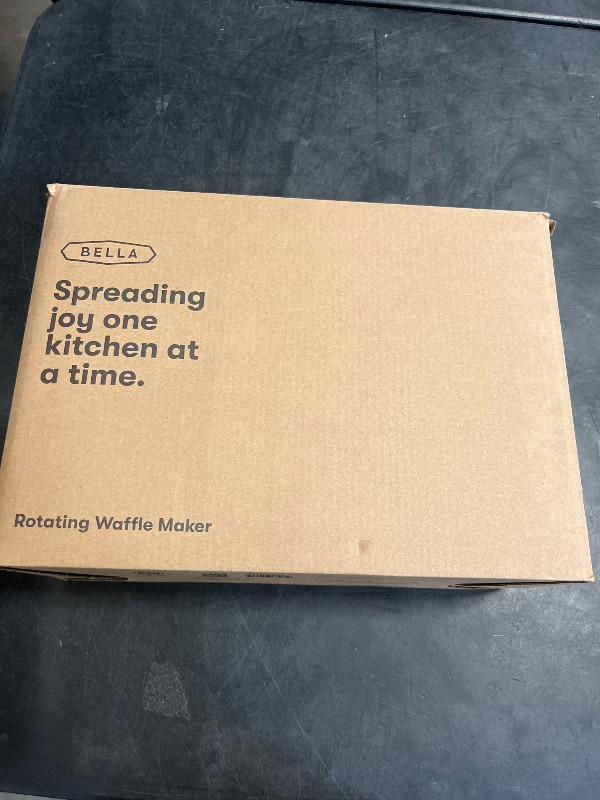 BELLA
Spreading
joy one
kitchen at
a time.
Rotating Waffle Maker